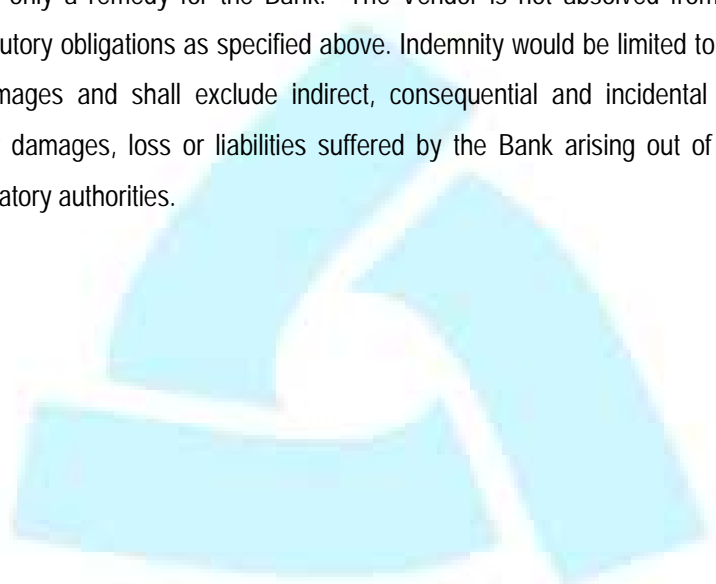 only a remedy for the Bank. The Vendor is not absolved from
utory obligations as specified above. Indemnity would be limited to
mages and shall exclude indirect, consequential and incidental
damages, loss or liabilities suffered by the Bank arising out of
atory authorities.